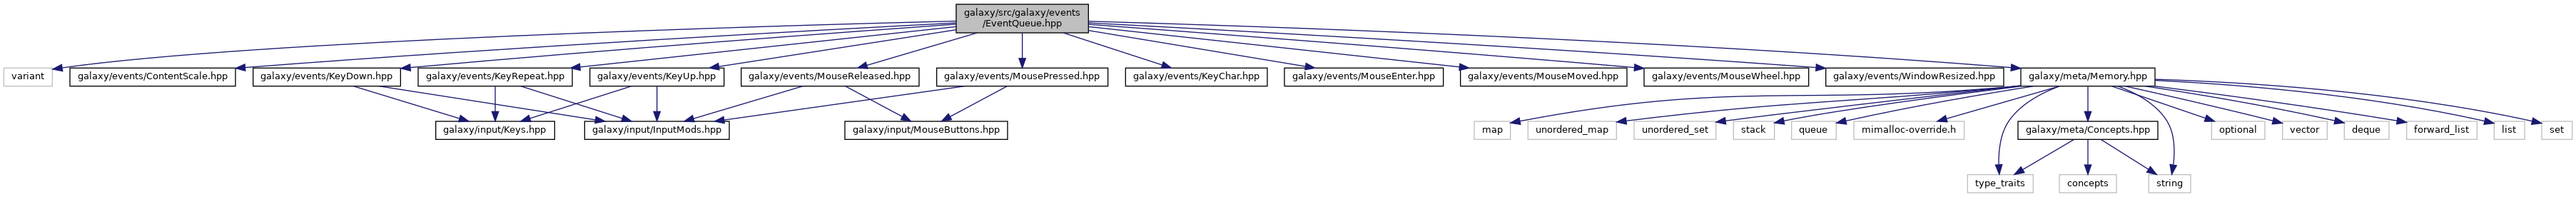 galaxy/src/galaxy/events
/EventQueue.hpp
variant
galaxy/events/ContentScale.hpp
galaxy/events/KeyDown.hpp
galaxy/events/KeyRepeat.hpp
galaxy/events/KeyUp.hpp
galaxy/events/MouseReleased.hpp
galaxy/events/MousePressed.hpp
galaxy/events/KeyChar.hpp
galaxy/events/MouseEnter.hpp
galaxy/events/MouseMoved.hpp
galaxy/events/MouseWheel.hpp
galaxy/events/WindowResized.hpp
galaxy/meta/Memory.hpp
galaxy/input/Keys.hpp
galaxy/input/InputMods.hpp
galaxy/input/MouseButtons.hpp
map
unordered_map
unordered_set
stack
queue
mimalloc-override.h
galaxy/meta/Concepts.hpp
optional
vector
deque
forward_list
list
set
type_traits
concepts
string